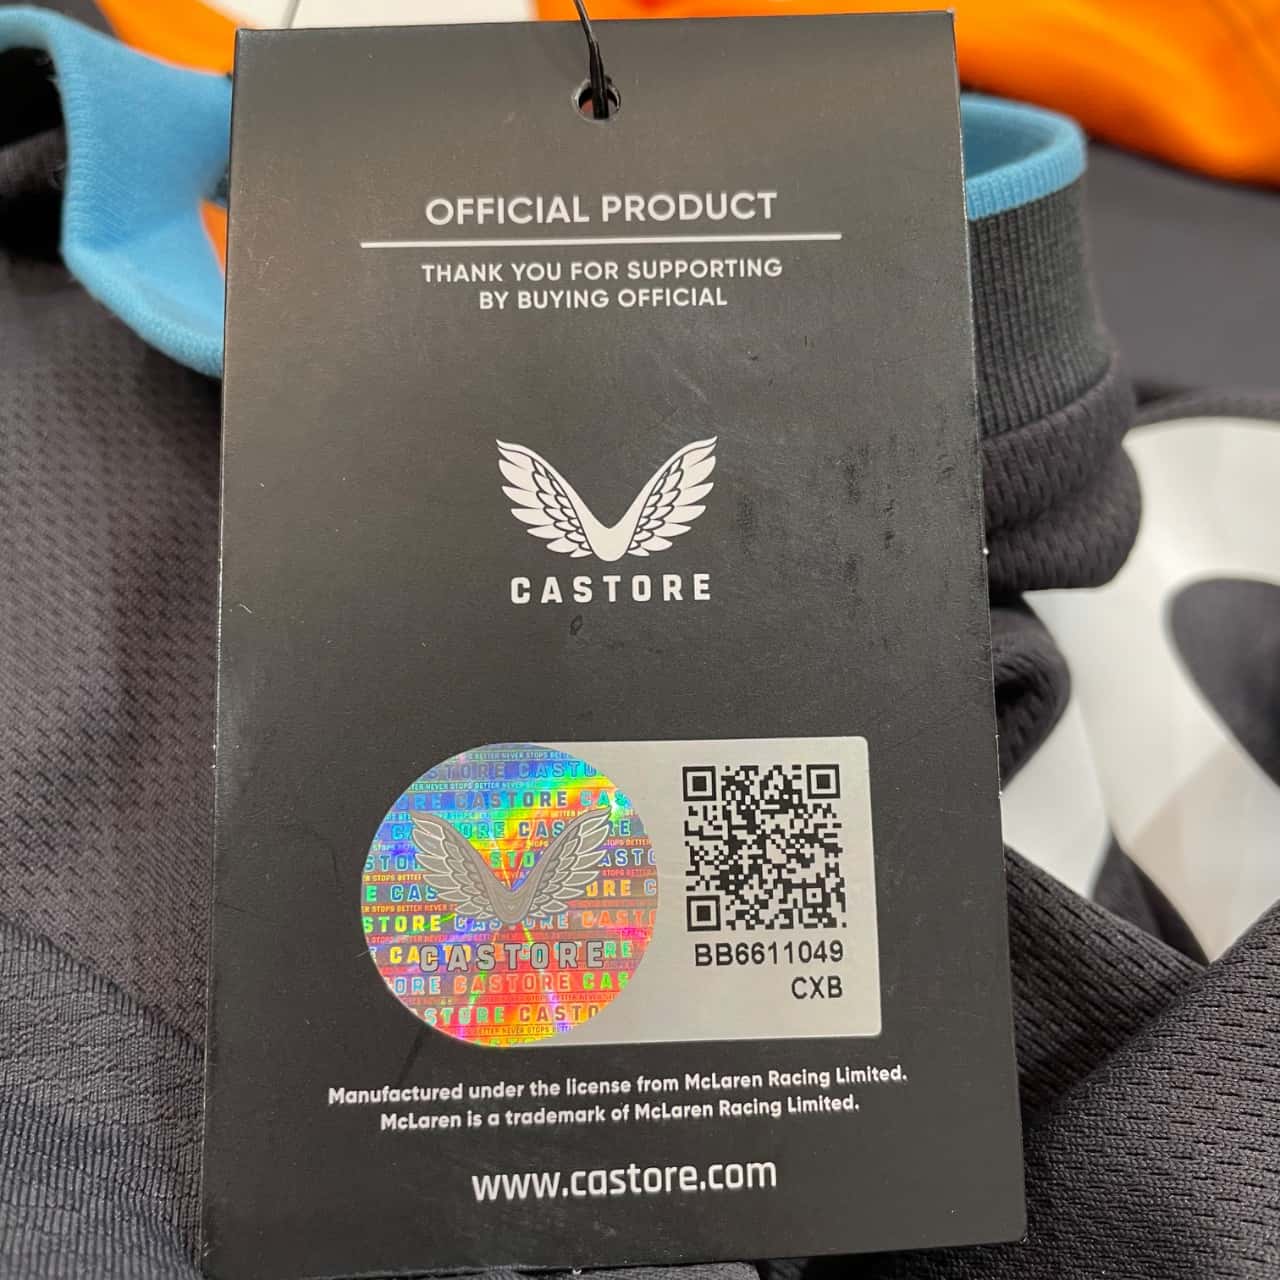 OFFICIAL PRODUCT
THANK YOU FOR SUPPORTING
BY BUYING OFFICIAL
CASTORE
CASTORE
BB6611049
CXB
Manufactured under the license from McLaren Racing Limited.
McLaren is a trademark of McLaren Racing Limited.
www.castore.com